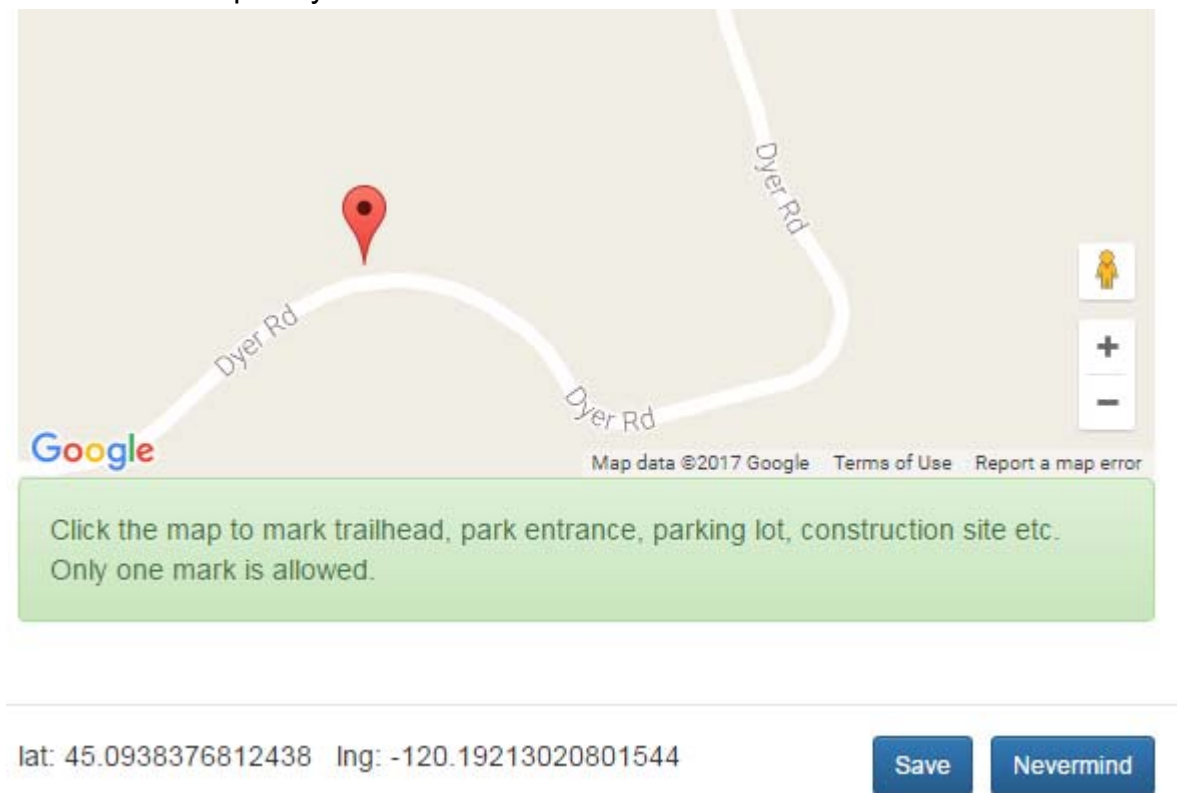 Dyer Rd
Dyer Rd
Dyer Rd
Google
Map data ©2017 Google Terms of Use Report a map error
Click the map to mark trailhead, park entrance, parking lot, construction site etc.
Only one mark is allowed.
lat: 45.0938376812438 lng: -120.19213020801544
Save Nevermind